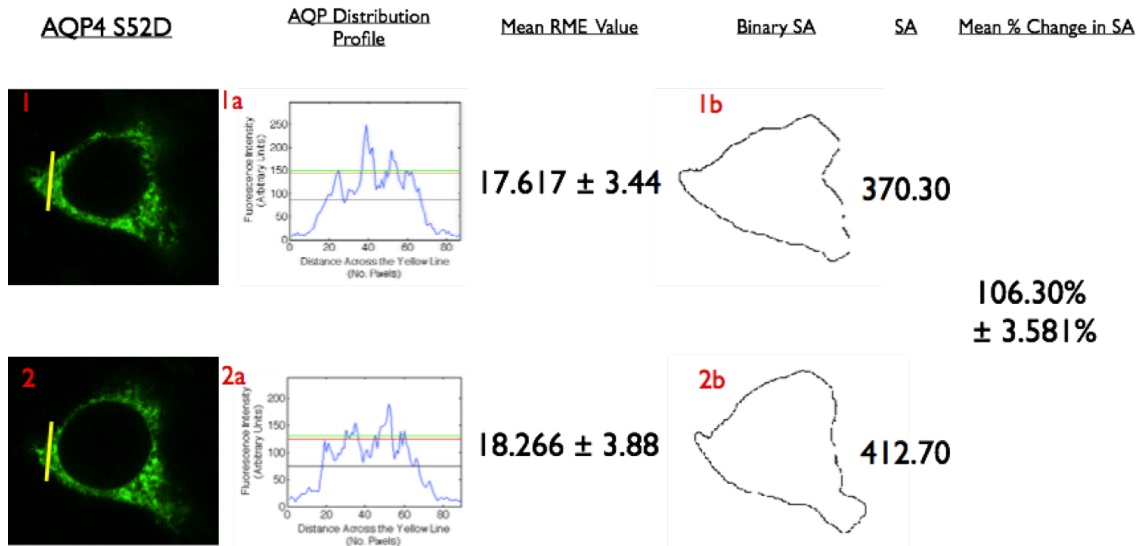 AQP4 S52D
AQP Distribution
Profile
Mean RME Value
Binary SA
SA
Mean % Change in SA
1
1a
Fluorescence Intensity
(Arbitrary Units)
250
200
150
100
50
0
0 20 40 60 80
Distance Across the Yellow Line
(No. Pixels)
17.617 ± 3.44
1b
370.30
106.30%
± 3.581%
2
2a
Fluorescence Intensity
(Arbitrary Units)
200
150
100
50
0
0 20 40 60 80
Distance Across the Yellow Line
(No. Pixels)
18.266 ± 3.88
2b
412.70